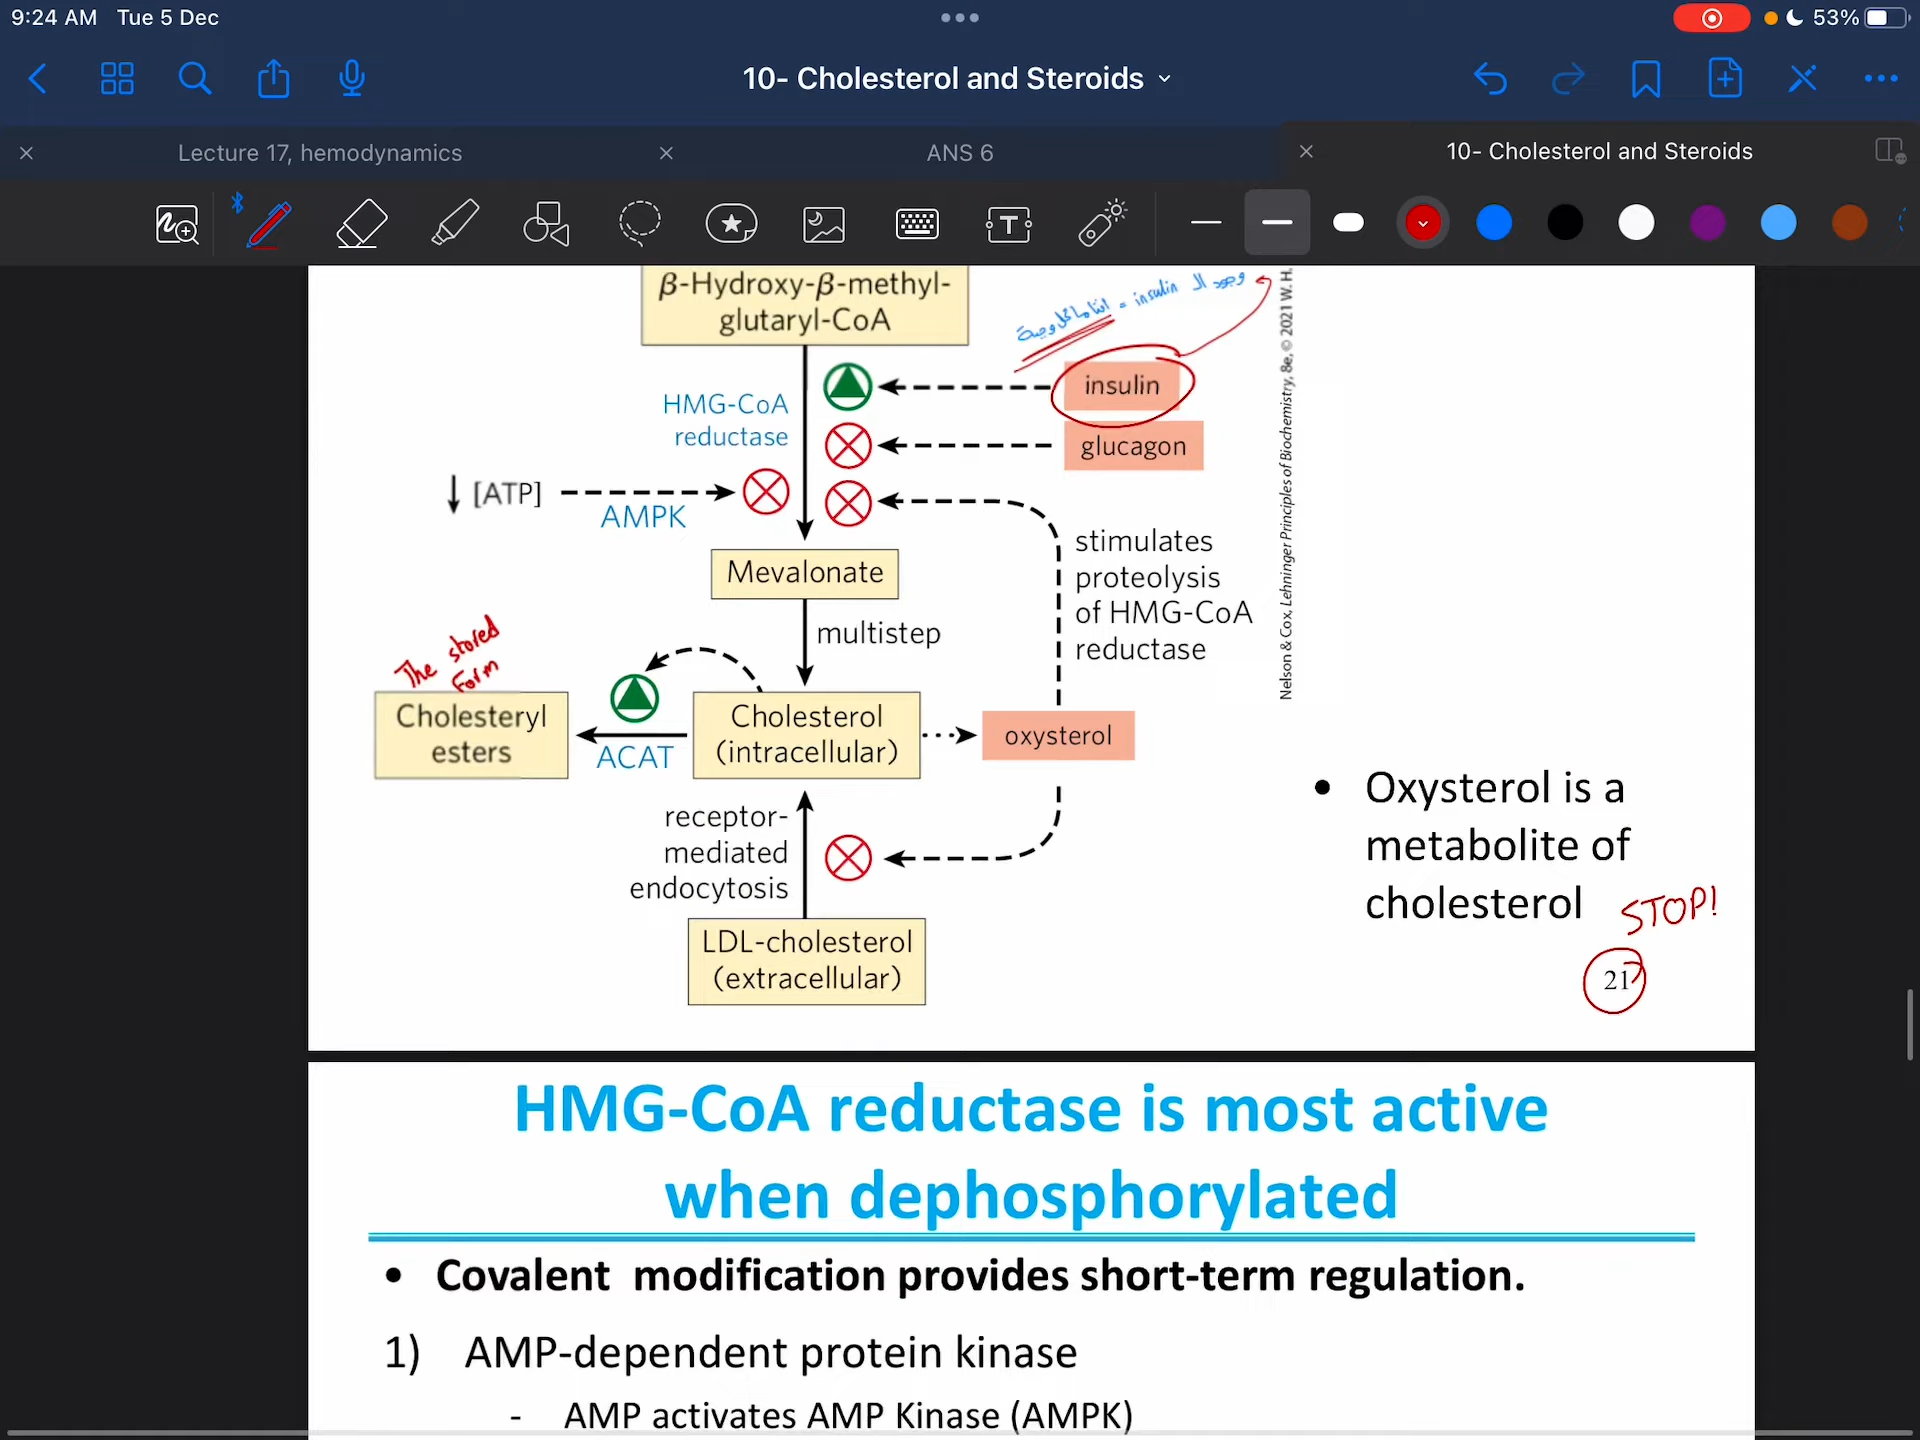 9:24 AM Tue 5 Dec
53%
10- Cholesterol and Steroids
Lecture 17, hemodynamics
ANS 6
10- Cholesterol and Steroids
β-Hydroxy-β-methyl-
glutaryl-CoA
وجود الـ insulin =
insulin
HMG-CoA
reductase
glucagon
↓ [ATP]
AMPK
stimulates
proteolysis
of HMG-CoA
reductase
Mevalonate
multistep
The stored
form
Cholesteryl
esters
ACAT
Cholesterol
(intracellular)
oxysterol
receptor-
mediated
endocytosis
LDL-cholesterol
(extracellular)
Nelson & Cox, Lehninger Principles of Biochemistry, 8e, © 2021 W. H.
• Oxysterol is a
metabolite of
cholesterol
STOP!
21
HMG-CoA reductase is most active
when dephosphorylated
• Covalent modification provides short-term regulation.
1) AMP-dependent protein kinase
- AMP activates AMP Kinase (AMPK)